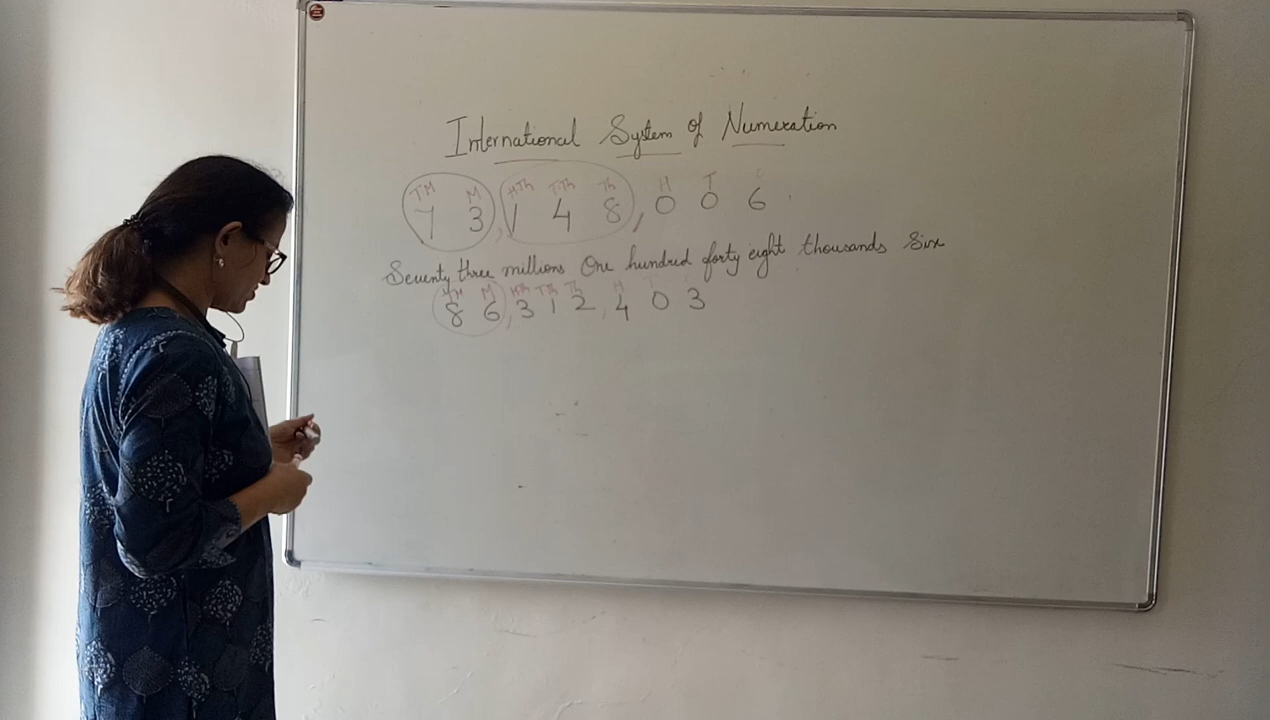 International System of Numeration
TM M HTh TTh Th H T
7 3, 1 4 8, 0 0 6
Seventy three millions One hundred forty eight thousands Six
TM M HTh TTh Th H
8 6, 3 1 2, 4 0 3